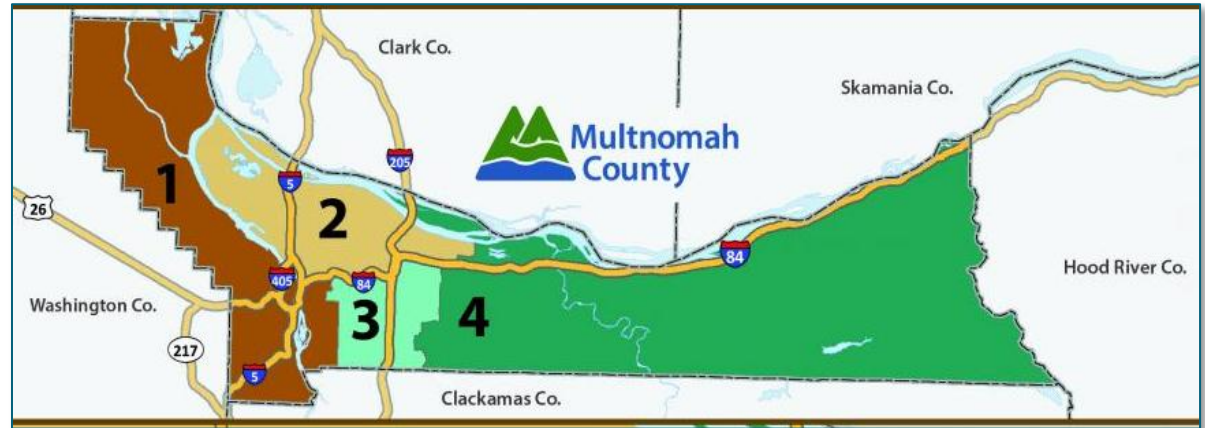 Clark Co.
Skamania Co.
Multnomah
County
205
5
1
2
26
84
405
84
Hood River Co.
Washington Co.
3
4
217
5
Clackamas Co.